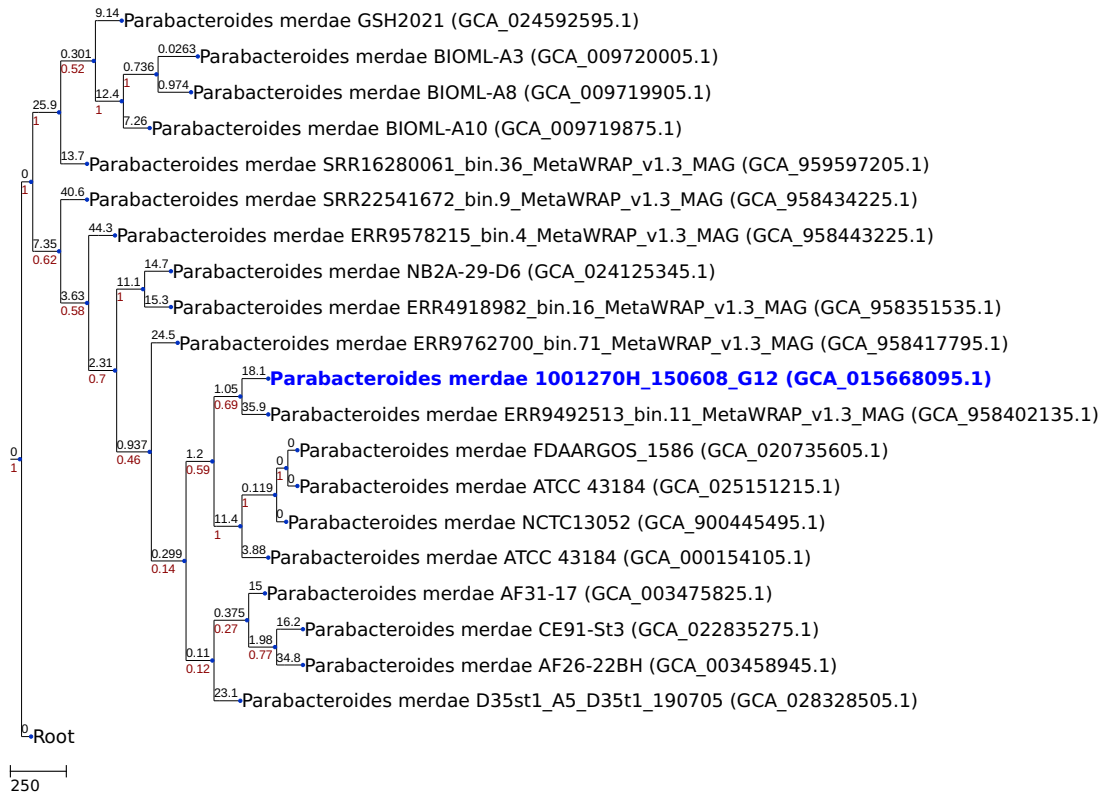 9.14 Parabacteroides merdae GSH2021 (GCA_024592595.1)
0.301
0.52
0.0263 Parabacteroides merdae BIOML-A3 (GCA_009720005.1)
0.736
1
0.974 Parabacteroides merdae BIOML-A8 (GCA_009719905.1)
12.4
1
25.9
1
7.26 Parabacteroides merdae BIOML-A10 (GCA_009719875.1)
13.7 Parabacteroides merdae SRR16280061_bin.36_MetaWRAP_v1.3_MAG (GCA_959597205.1)
0
1
40.6 Parabacteroides merdae SRR22541672_bin.9_MetaWRAP_v1.3_MAG (GCA_958434225.1)
44.3 Parabacteroides merdae ERR9578215_bin.4_MetaWRAP_v1.3_MAG (GCA_958443225.1)
7.35
0.62
14.7 Parabacteroides merdae NB2A-29-D6 (GCA_024125345.1)
11.1
1
3.63
0.58
15.3 Parabacteroides merdae ERR4918982_bin.16_MetaWRAP_v1.3_MAG (GCA_958351535.1)
24.5 Parabacteroides merdae ERR9762700_bin.71_MetaWRAP_v1.3_MAG (GCA_958417795.1)
2.31
0.7
18.1 Parabacteroides merdae 1001270H_150608_G12 (GCA_015668095.1)
1.05
0.69
35.9 Parabacteroides merdae ERR9492513_bin.11_MetaWRAP_v1.3_MAG (GCA_958402135.1)
0.937
0.46
0 Parabacteroides merdae FDAARGOS_1586 (GCA_020735605.1)
0
1
1.2
0.59
0
1
0 Parabacteroides merdae ATCC 43184 (GCA_025151215.1)
0.119
1
0 Parabacteroides merdae NCTC13052 (GCA_900445495.1)
11.4
1
3.88 Parabacteroides merdae ATCC 43184 (GCA_000154105.1)
0.299
0.14
15 Parabacteroides merdae AF31-17 (GCA_003475825.1)
0.375
0.27
16.2 Parabacteroides merdae CE91-St3 (GCA_022835275.1)
1.98
0.77
0.11
0.12
34.8 Parabacteroides merdae AF26-22BH (GCA_003458945.1)
23.1 Parabacteroides merdae D35st1_A5_D35t1_190705 (GCA_028328505.1)
0 Root
250